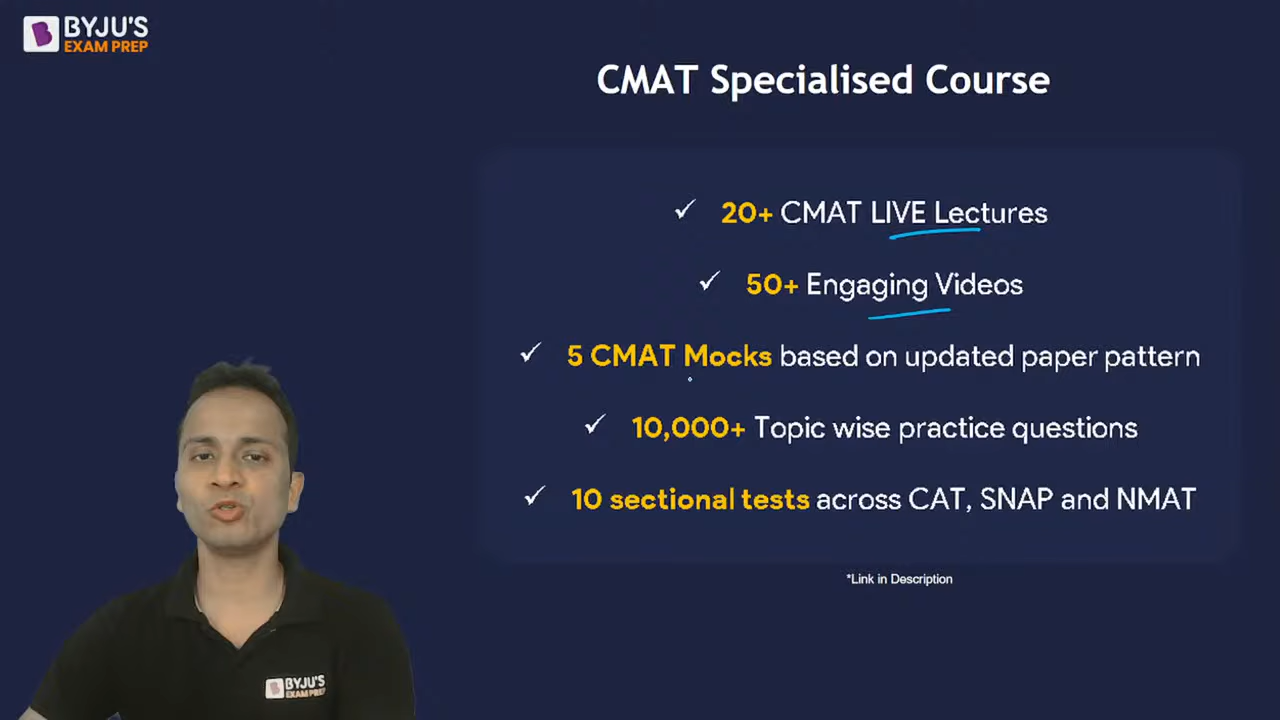 BYJU'S
EXAM PREP
CMAT Specialised Course
✓ 20+ CMAT LIVE Lectures
✓ 50+ Engaging Videos
✓ 5 CMAT Mocks based on updated paper pattern
✓ 10,000+ Topic wise practice questions
✓ 10 sectional tests across CAT, SNAP and NMAT
*Link in Description
BYJU'S
EXAM PREP